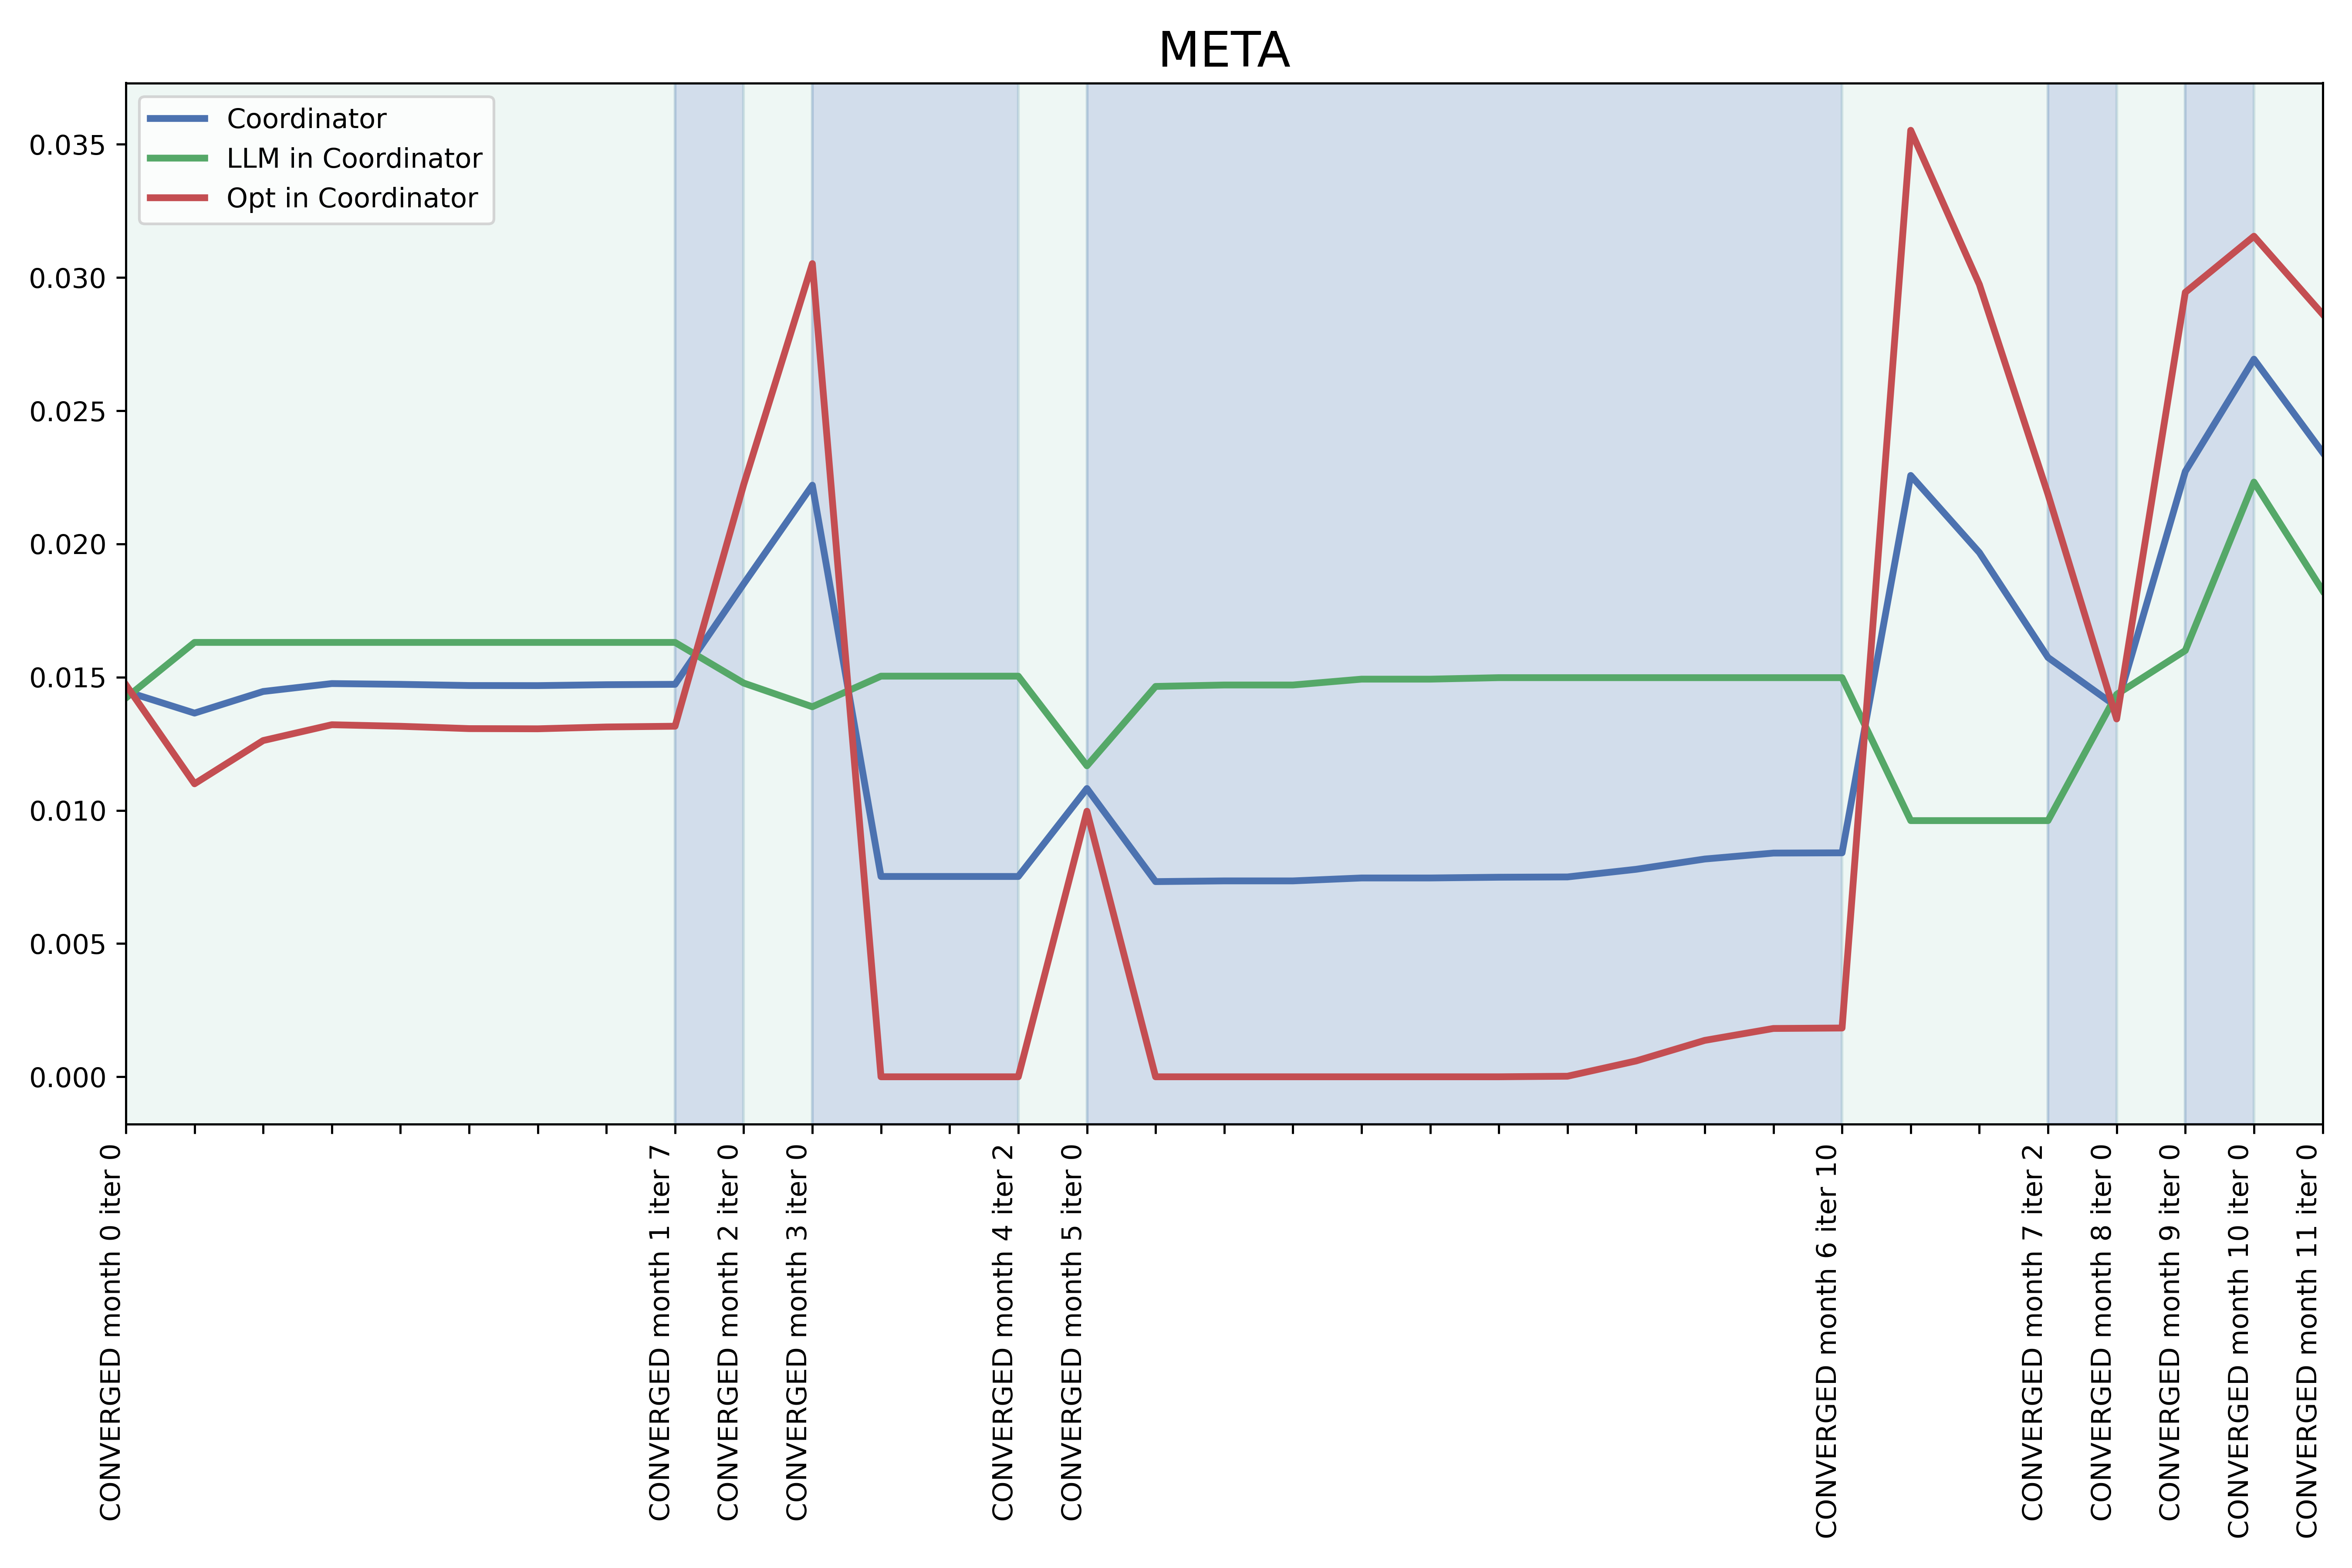 META
Coordinator
LLM in Coordinator
Opt in Coordinator
0.035
0.030
0.025
0.020
0.015
0.010
0.005
0.000
CONVERGED month 0 iter 0
CONVERGED month 1 iter 7
CONVERGED month 2 iter 0
CONVERGED month 3 iter 0
CONVERGED month 4 iter 2
CONVERGED month 5 iter 0
CONVERGED month 6 iter 10
CONVERGED month 7 iter 2
CONVERGED month 8 iter 0
CONVERGED month 9 iter 0
CONVERGED month 10 iter 0
CONVERGED month 11 iter 0